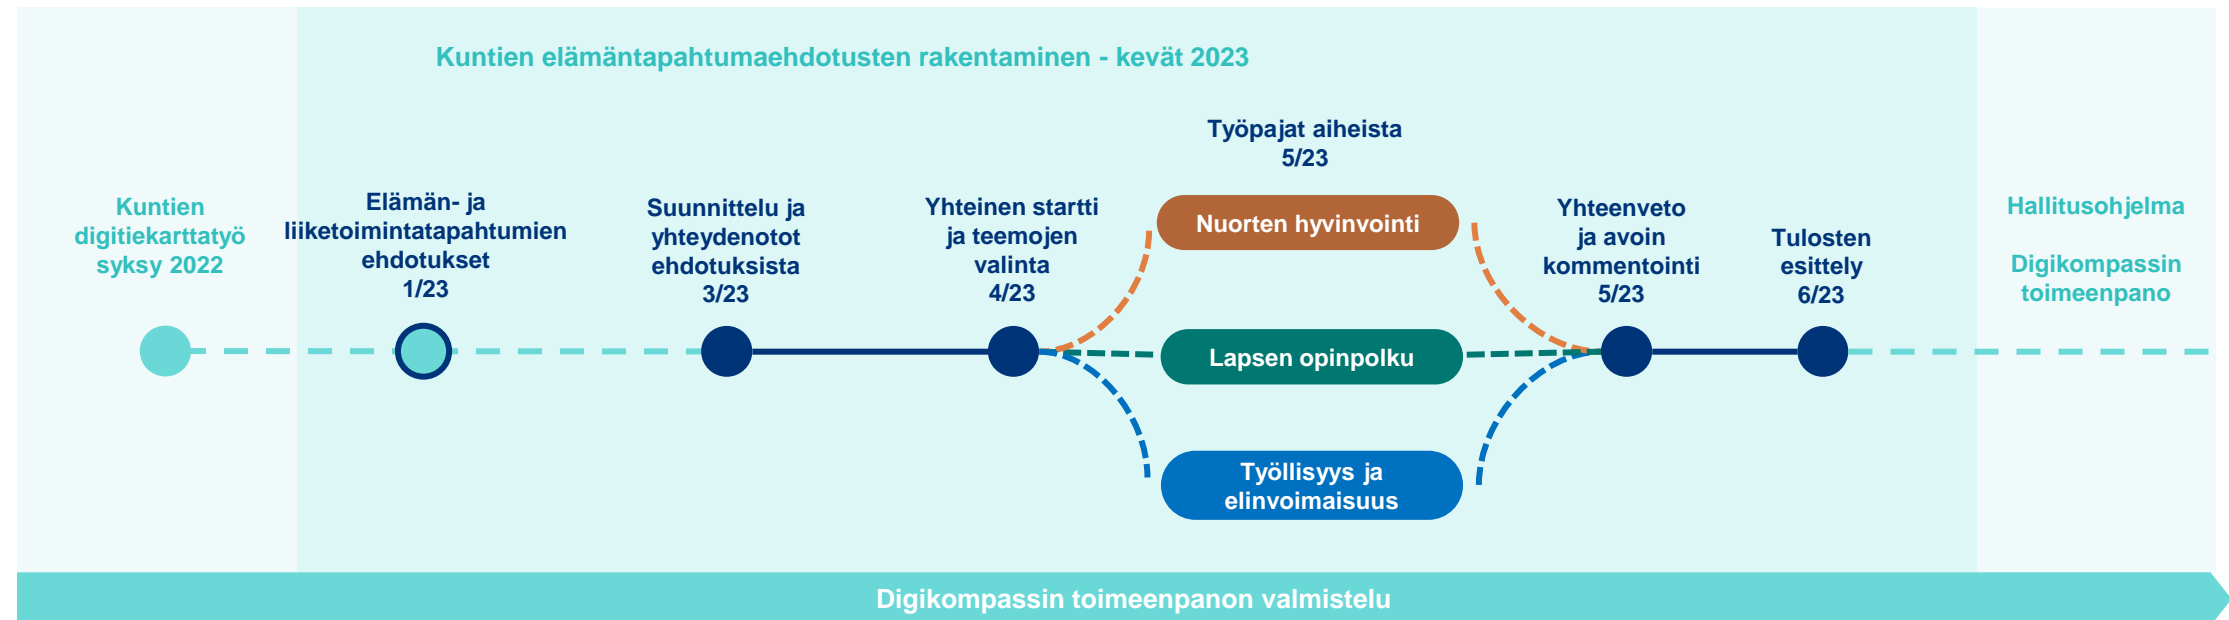 Kuntien elämäntapahtumaehdotusten rakentaminen - kevät 2023
Kuntien
digitiekarttatyö
syksy 2022
Elämän- ja
liiketoimintatapahtumien
ehdotukset
1/23
Suunnittelu ja
yhteydenotot
ehdotuksista
3/23
Yhteinen startti
ja teemojen
valinta
4/23
Työpajat aiheista
5/23
Nuorten hyvinvointi
Lapsen opinpolku
Työllisyys ja
elinvoimaisuus
Yhteenveto
ja avoin
kommentointi
5/23
Tulosten
esittely
6/23
Hallitusohjelma
Digikompassin
toimeenpano
Digikompassin toimeenpanon valmistelu